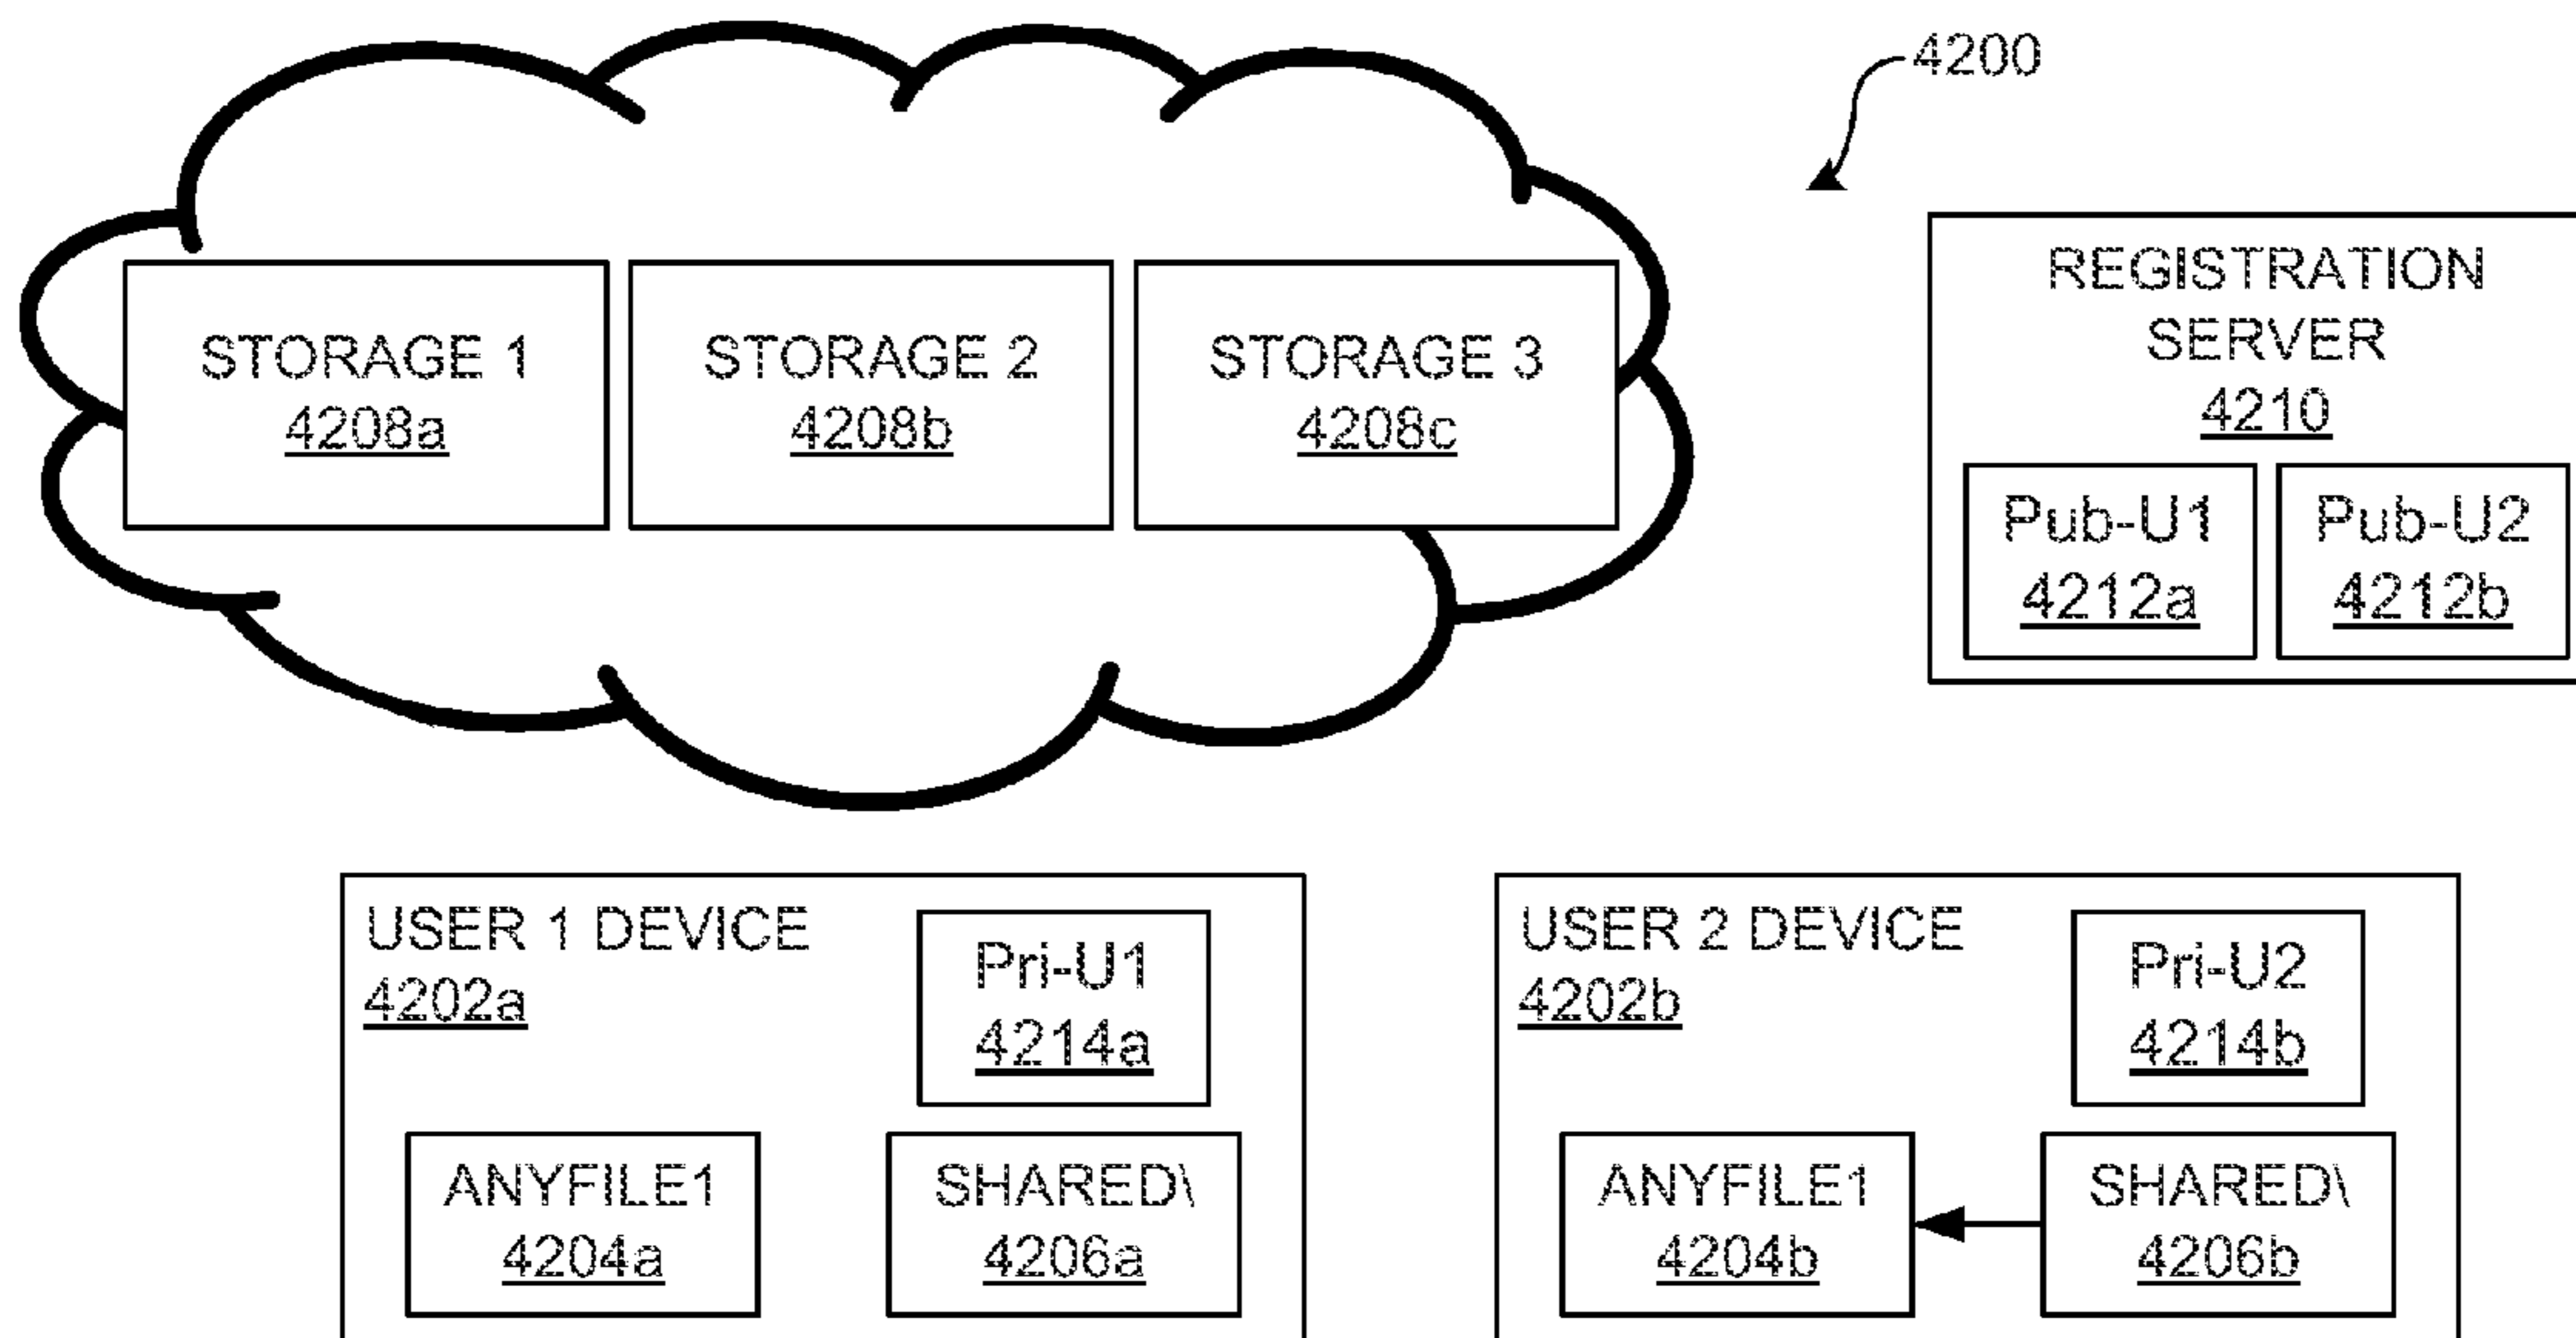 4200
STORAGE 1
4208a
STORAGE 2
4208b
STORAGE 3
4208c
REGISTRATION
SERVER
4210
Pub-U1
4212a
Pub-U2
4212b
USER 1 DEVICE
4202a
Pri-U1
4214a
ANYFILE1
4204a
SHARED\
4206a
USER 2 DEVICE
4202b
Pri-U2
4214b
ANYFILE1
4204b
SHARED\
4206b